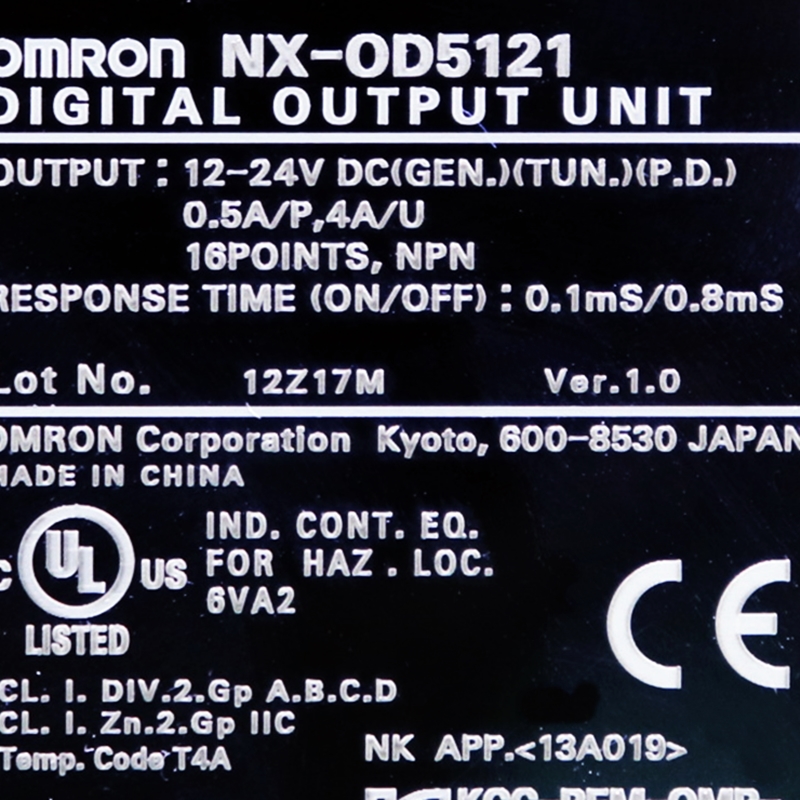 OMRON NX-OD5121
DIGITAL OUTPUT UNIT
OUTPUT : 12-24V DC(GEN.)(TUN.)(P.D.)
0.5A/P,4A/U
16POINTS, NPN
RESPONSE TIME (ON/OFF) : 0.1mS/0.8mS
Lot No. 12Z17M Ver.1.0
OMRON Corporation Kyoto, 600-8530 JAPAN
MADE IN CHINA
C UL US
LISTED
IND. CONT. EQ.
FOR HAZ . LOC.
6VA2
CE
CL. I. DIV.2.Gp A.B.C.D
CL. I. Zn.2.Gp IIC
Temp. Code T4A
NK APP.<13A019>